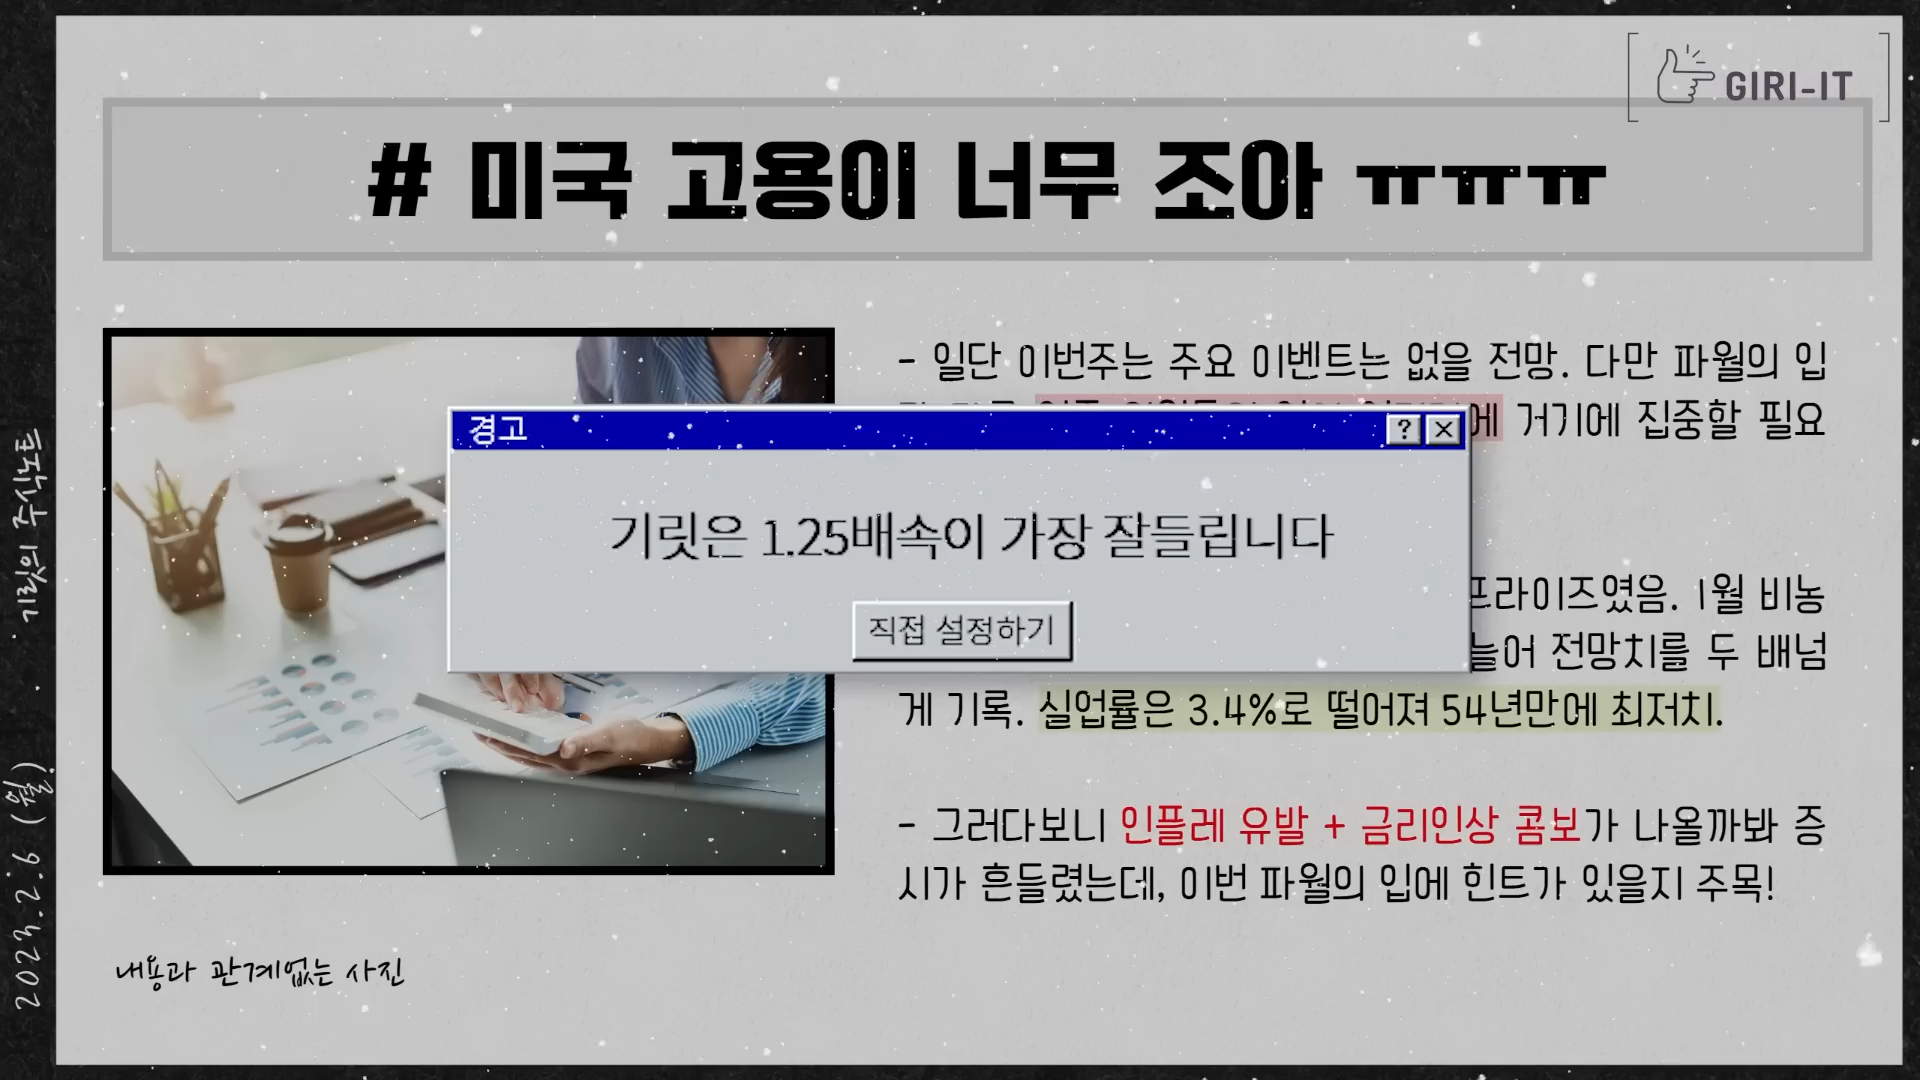 GIRI-IT
# 미국 고용이 너무 조아 ㅠㅠㅠ
- 일단 이번주는 주요 이벤트는 없을 전망. 다만 파월의 입
에 거기에 집중할 필요
경고
? ×
기릿은 1.25배속이 가장 잘들립니다
직접 설정하기
프라이즈였음. 1월 비농
늘어 전망치를 두 배넘
게 기록. 실업률은 3.4%로 떨어져 54년만에 최저치.
- 그러다보니 인플레 유발 + 금리인상 콤보가 나올까봐 증
시가 흔들렸는데, 이번 파월의 입에 힌트가 있을지 주목!
내용과 관계없는 사진
2023.2.6 (월) . . 기릿의 주식노트